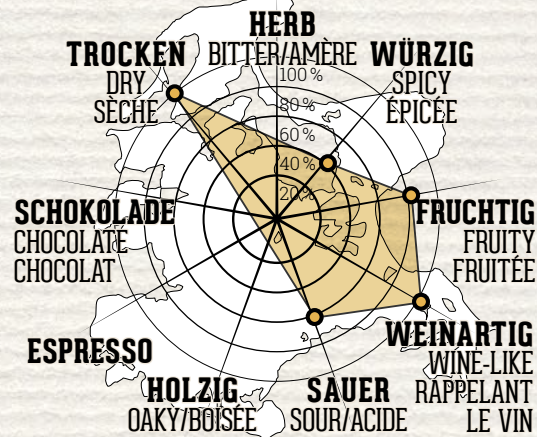 HERB
BITTER/AMÈRE
TROCKEN
DRY
SÈCHE
WÜRZIG
SPICY
ÉPICÉE
100 %
80 %
60 %
40 %
20 %
SCHOKOLADE
CHOCOLATE
CHOCOLAT
FRUCHTIG
FRUITY
FRUITÉE
ESPRESSO
WEINARTIG
WINE-LIKE
RAPPELANT
LE VIN
HOLZIG
OAKY/BOISÉE
SAUER
SOUR/ACIDE